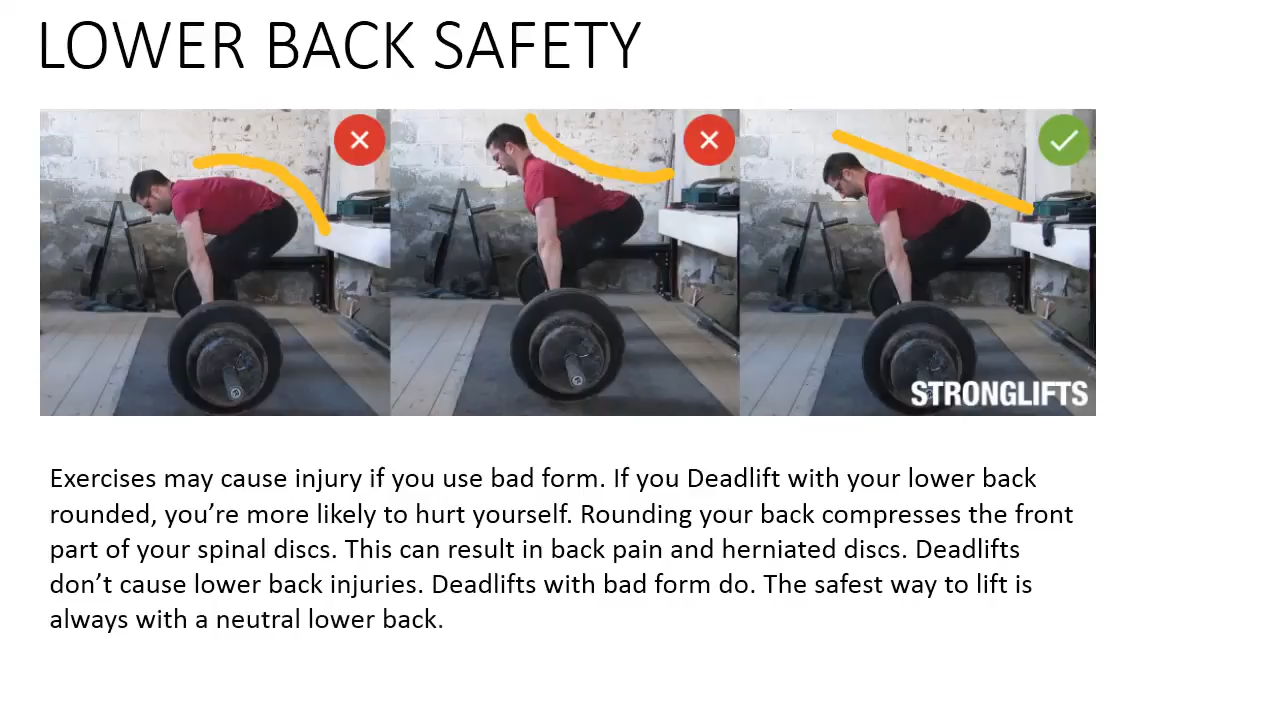 LOWER BACK SAFETY
STRONGLIFTS
Exercises may cause injury if you use bad form. If you Deadlift with your lower back
rounded, you’re more likely to hurt yourself. Rounding your back compresses the front
part of your spinal discs. This can result in back pain and herniated discs. Deadlifts
don’t cause lower back injuries. Deadlifts with bad form do. The safest way to lift is
always with a neutral lower back.